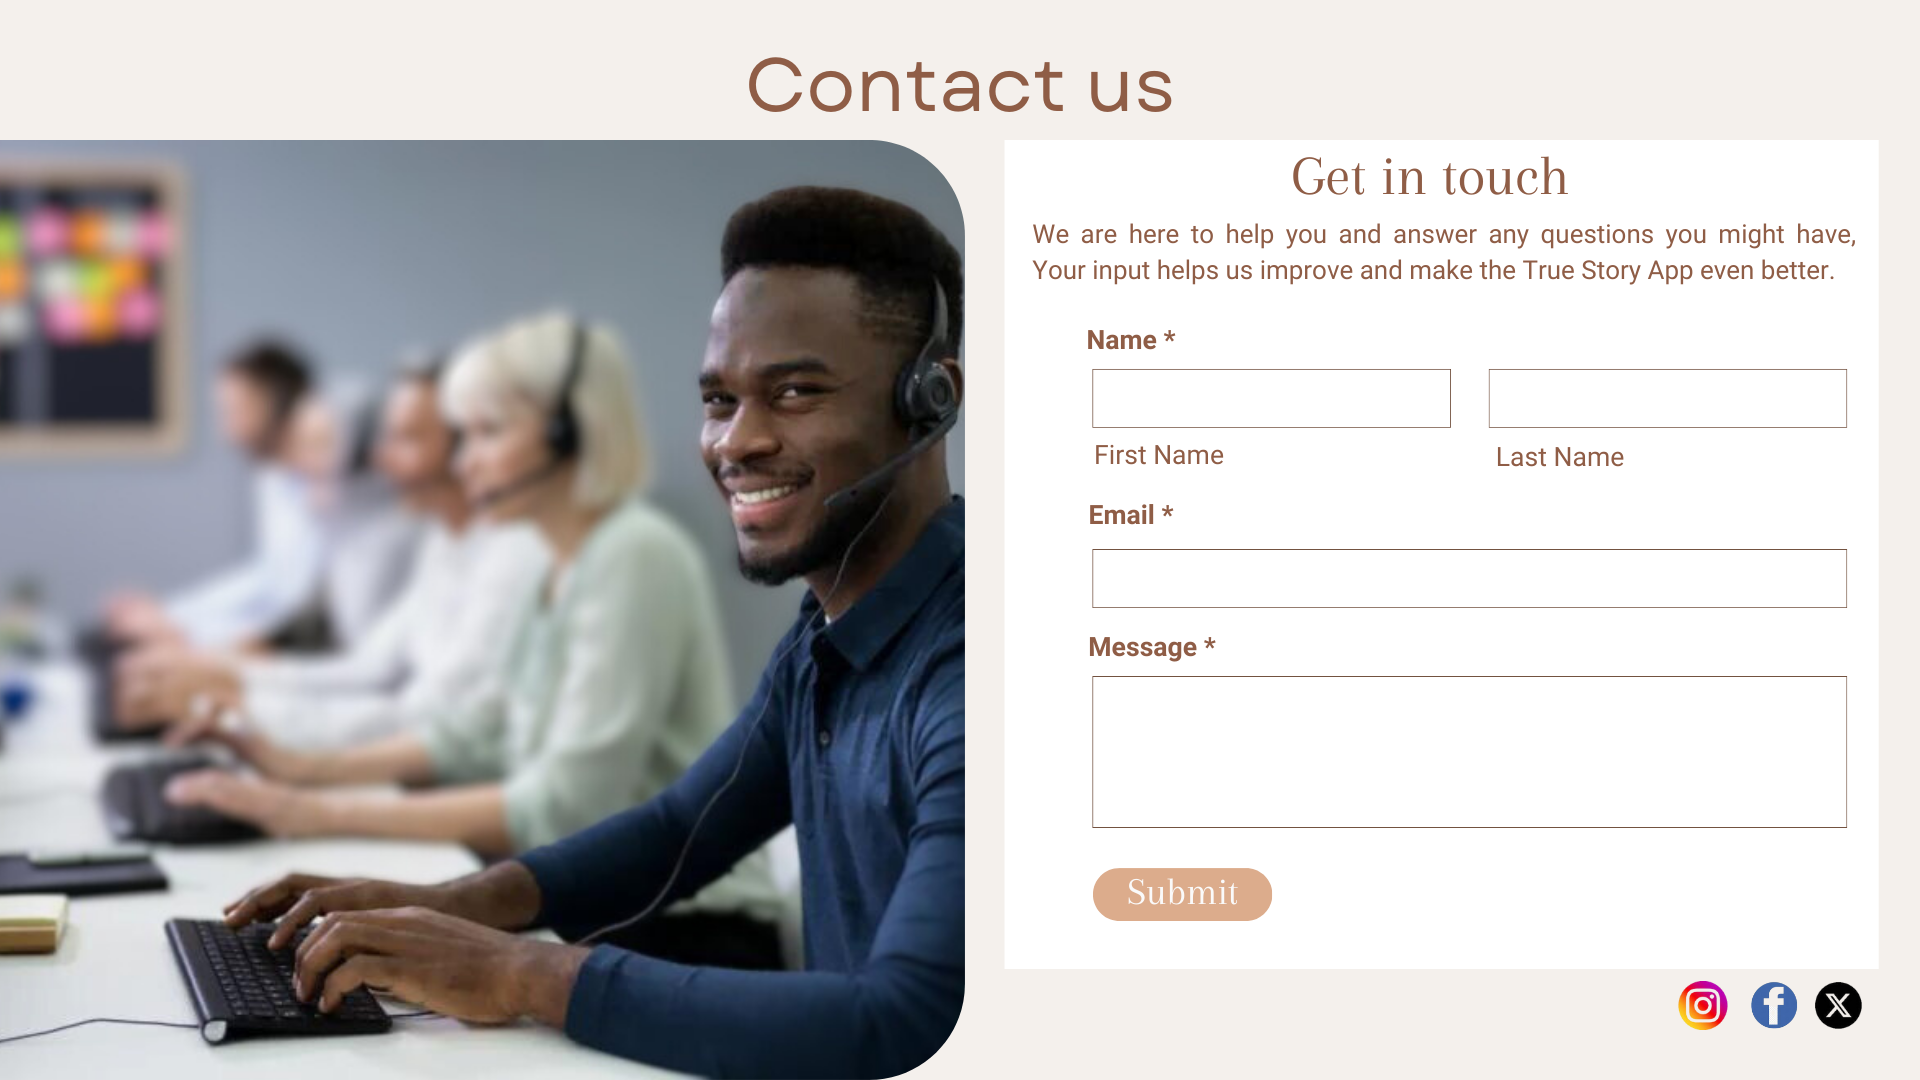 Contact us
Get in touch
We are here to help you and answer any questions you might have,
Your input helps us improve and make the True Story App even better.
Name *
First Name
Last Name
Email *
Message *
Submit